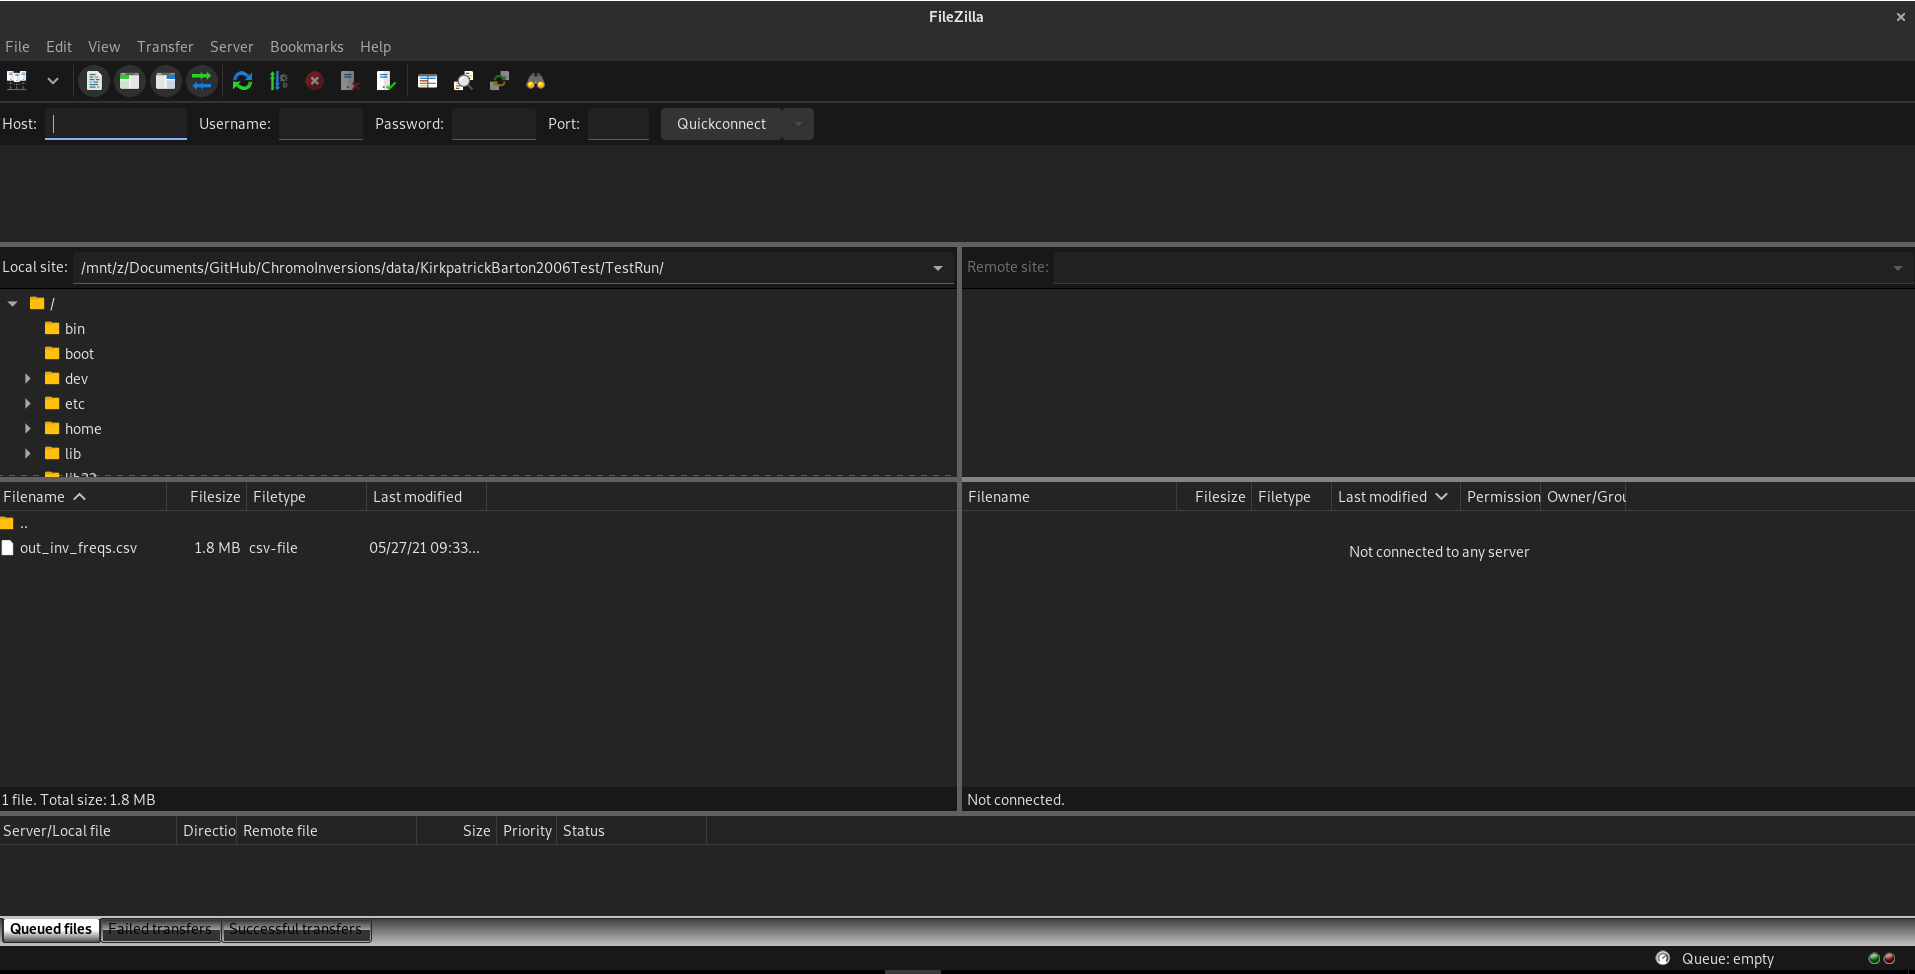 FileZilla
File Edit View Transfer Server Bookmarks Help
Host: Username: Password: Port: Quickconnect
Local site: /mnt/z/Documents/GitHub/ChromoInversions/data/KirkpatrickBarton2006Test/TestRun/
Remote site:
/
bin
boot
dev
etc
home
lib
Filename Filesize Filetype Last modified
..
out_inv_freqs.csv 1.8 MB csv-file 05/27/21 09:33...
1 file. Total size: 1.8 MB
Filename Filesize Filetype Last modified Permission Owner/Grou
Not connected to any server
Not connected.
Server/Local file Directio Remote file Size Priority Status
Queued files Failed transfers Successful transfers
Queue: empty